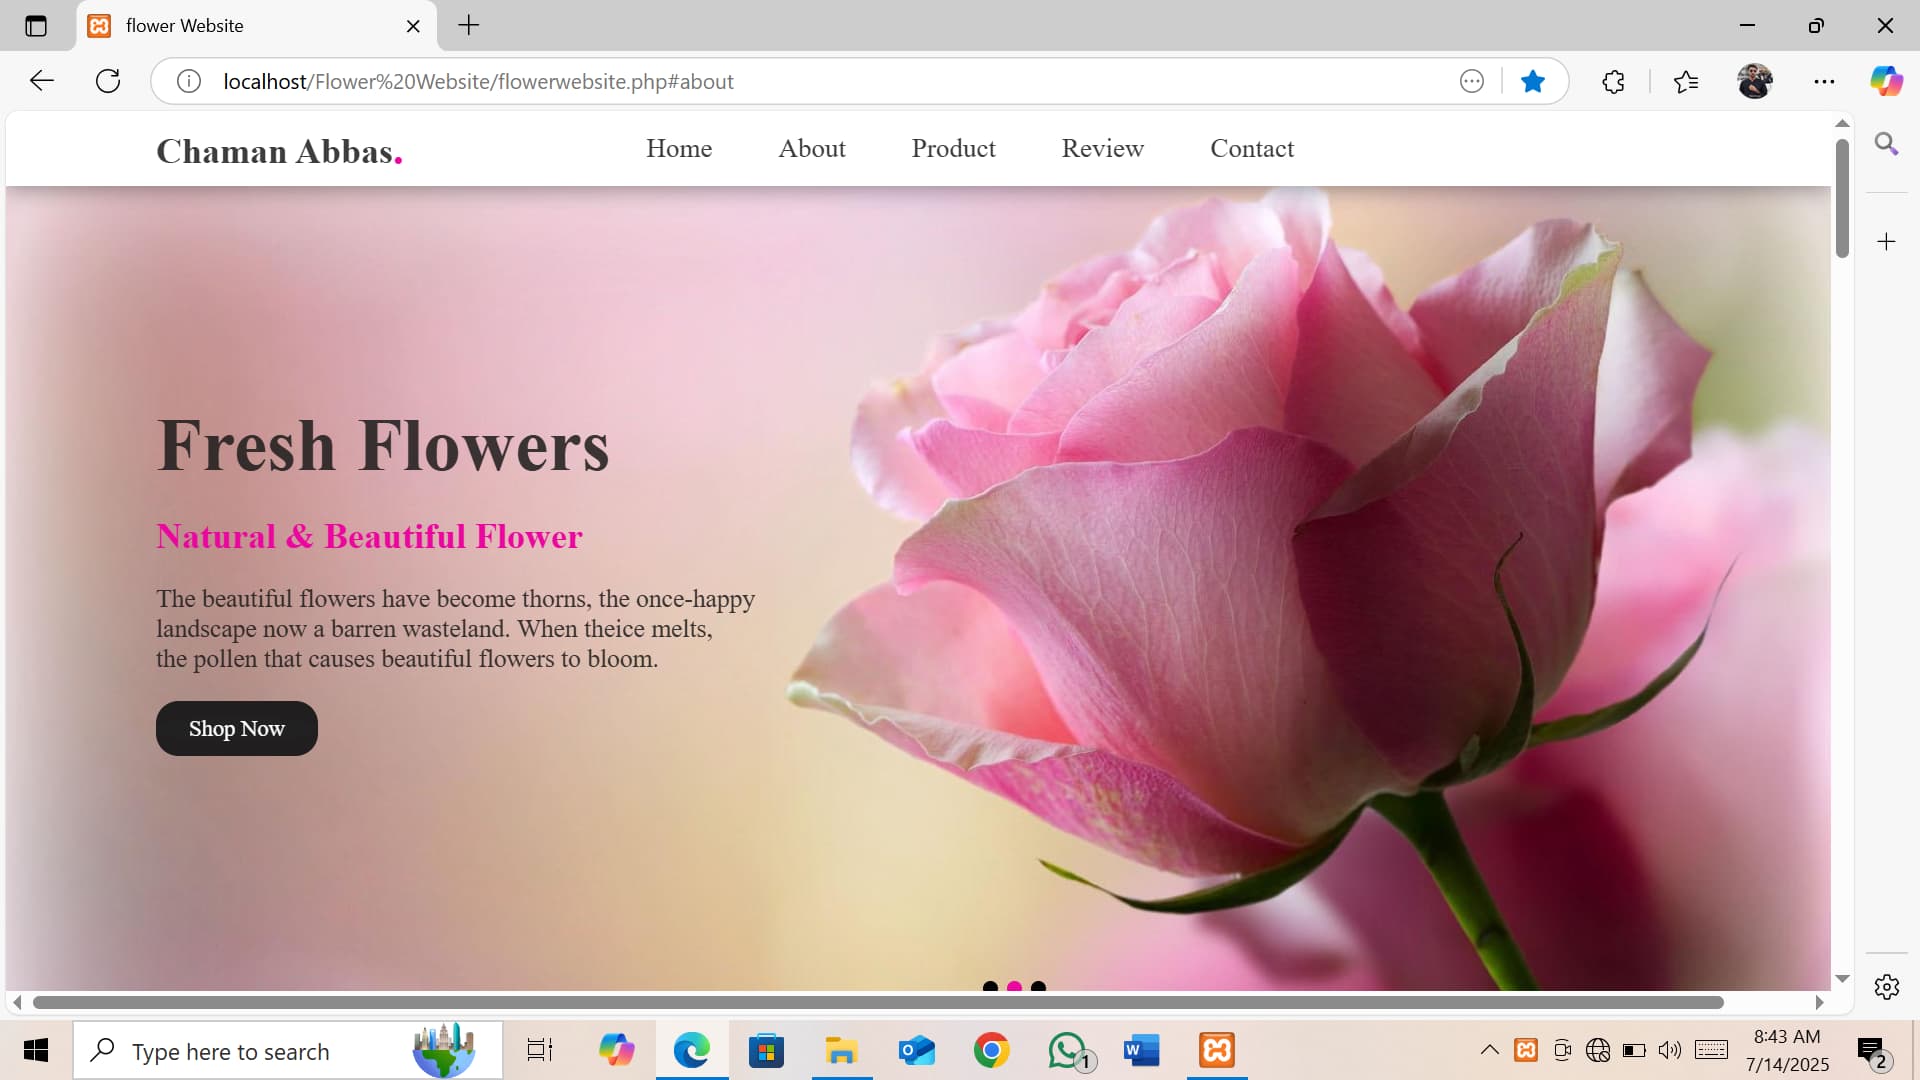 flower Website
localhost/Flower%20Website/flowerwebsite.php#about
Chaman Abbas.
Home About Product Review Contact
Fresh Flowers
Natural & Beautiful Flower
The beautiful flowers have become thorns, the once-happy
landscape now a barren wasteland. When theice melts,
the pollen that causes beautiful flowers to bloom.
Shop Now
Type here to search
1
W
8:43 AM
7/14/2025
2